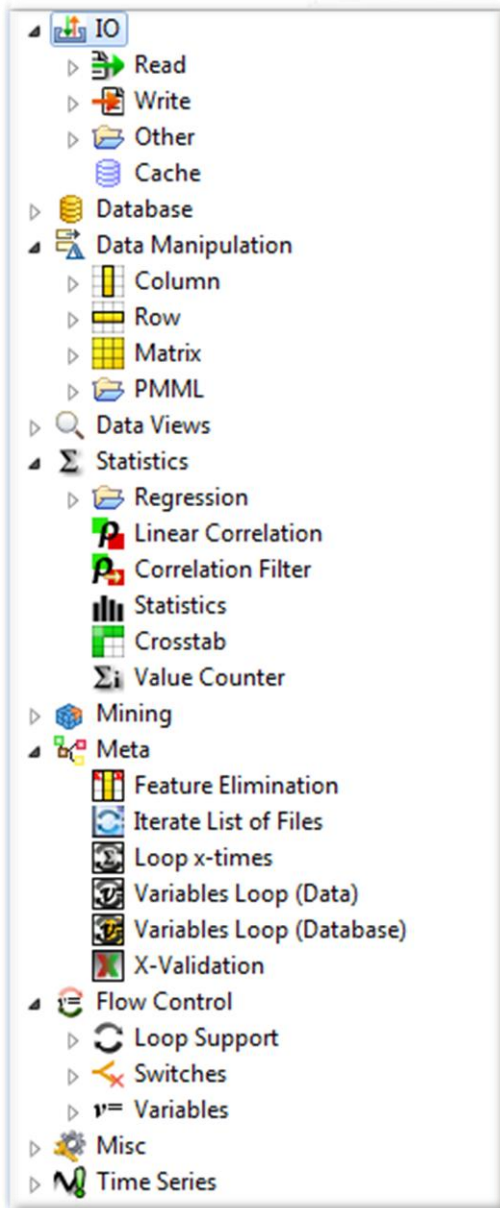 IO
Read
Write
Other
Cache
Database
Data Manipulation
Column
Row
Matrix
PMML
Data Views
Statistics
Regression
Linear Correlation
Correlation Filter
Statistics
Crosstab
Value Counter
Mining
Meta
Feature Elimination
Iterate List of Files
Loop x-times
Variables Loop (Data)
Variables Loop (Database)
X-Validation
Flow Control
Loop Support
Switches
Variables
Misc
Time Series